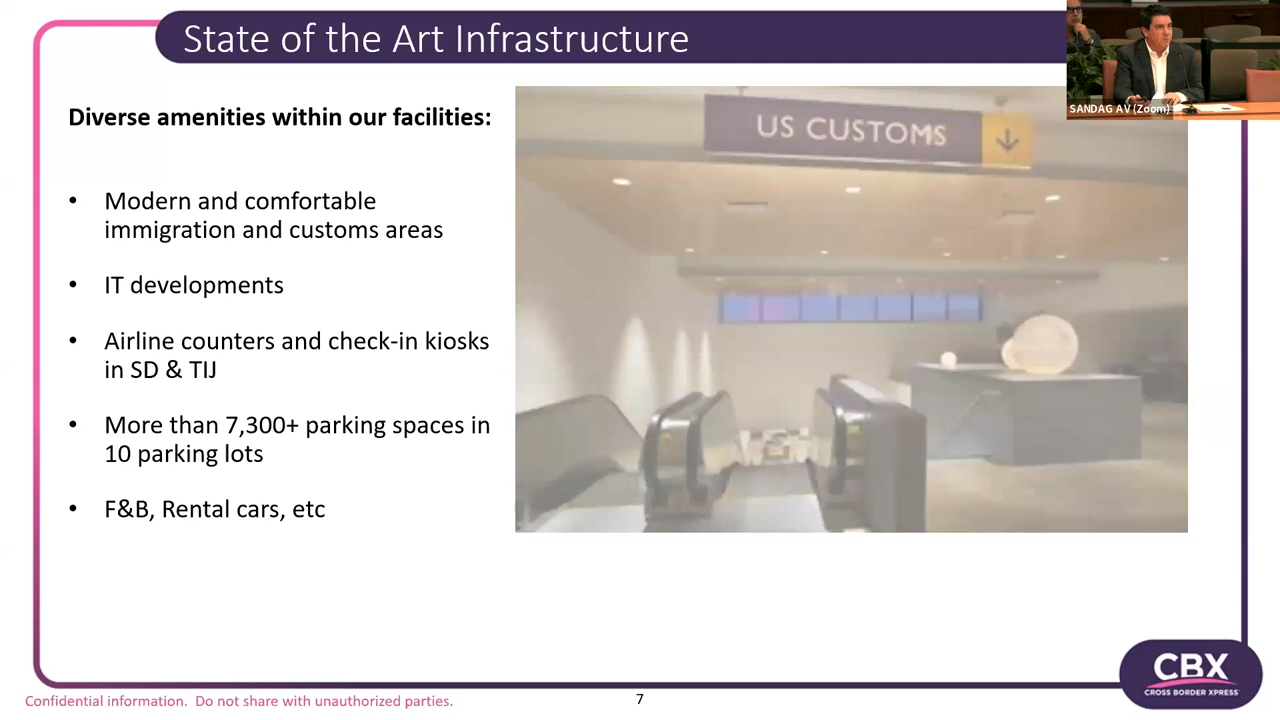 State of the Art Infrastructure
SANDAG AV (Zoom)
Diverse amenities within our facilities:
• Modern and comfortable
immigration and customs areas
• IT developments
• Airline counters and check-in kiosks
in SD & TIJ
• More than 7,300+ parking spaces in
10 parking lots
• F&B, Rental cars, etc
US CUSTOMS
CBX
CROSS BORDER XPRESS
Confidential information. Do not share with unauthorized parties.
7